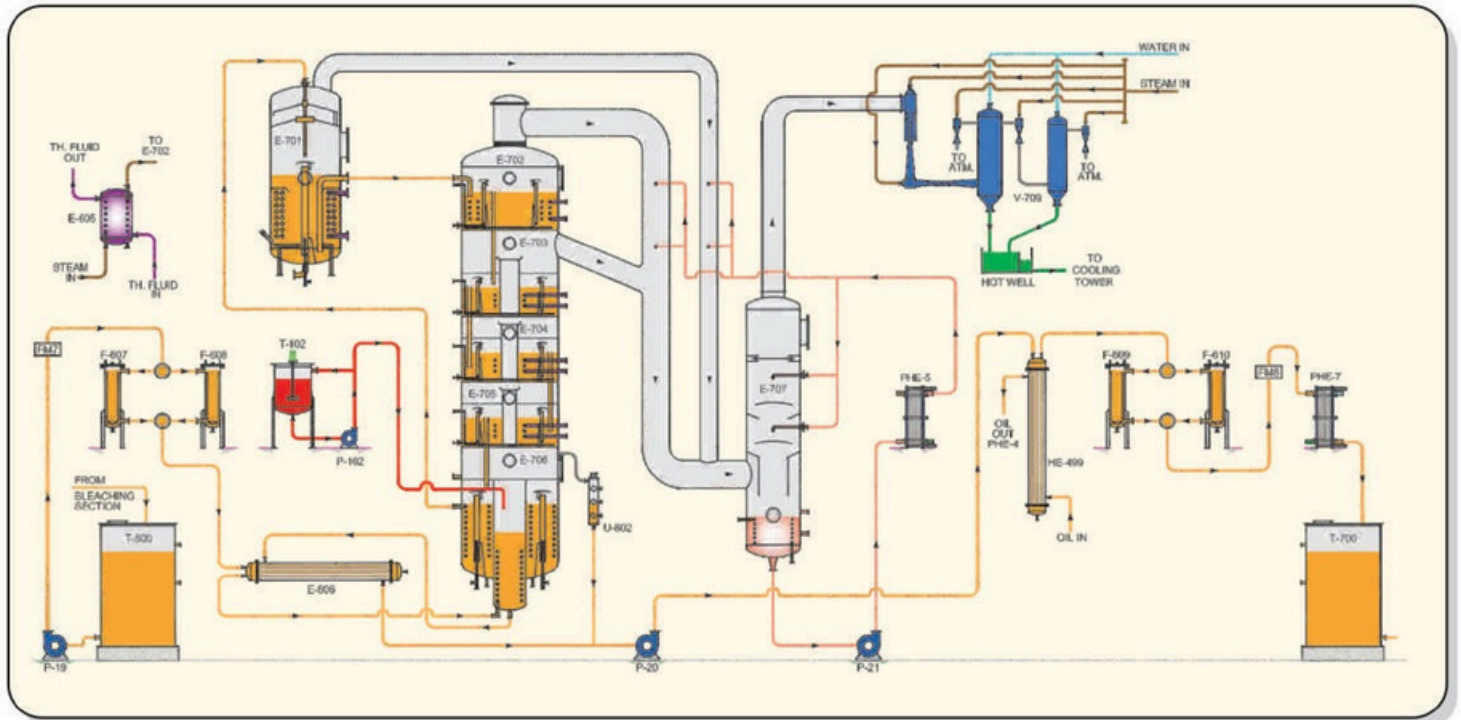 WATER IN
STEAM IN
E-701
E-702
TH. FLUID
OUT
TO
E-702
E-605
STEAM
IN
TH. FLUID
IN
TO
ATM.
TO
ATM.
V-709
HOT WELL
TO
COOLING
TOWER
E-703
E-704
E-705
E-706
E-707
FM7
F-607
F-608
T-102
P-102
PHE-5
OIL
OUT
PHE-4
HE-499
OIL IN
F-609
F-610
FM8
PHE-7
FROM
BLEACHING
SECTION
T-600
E-606
U-602
T-700
P-19
P-20
P-21